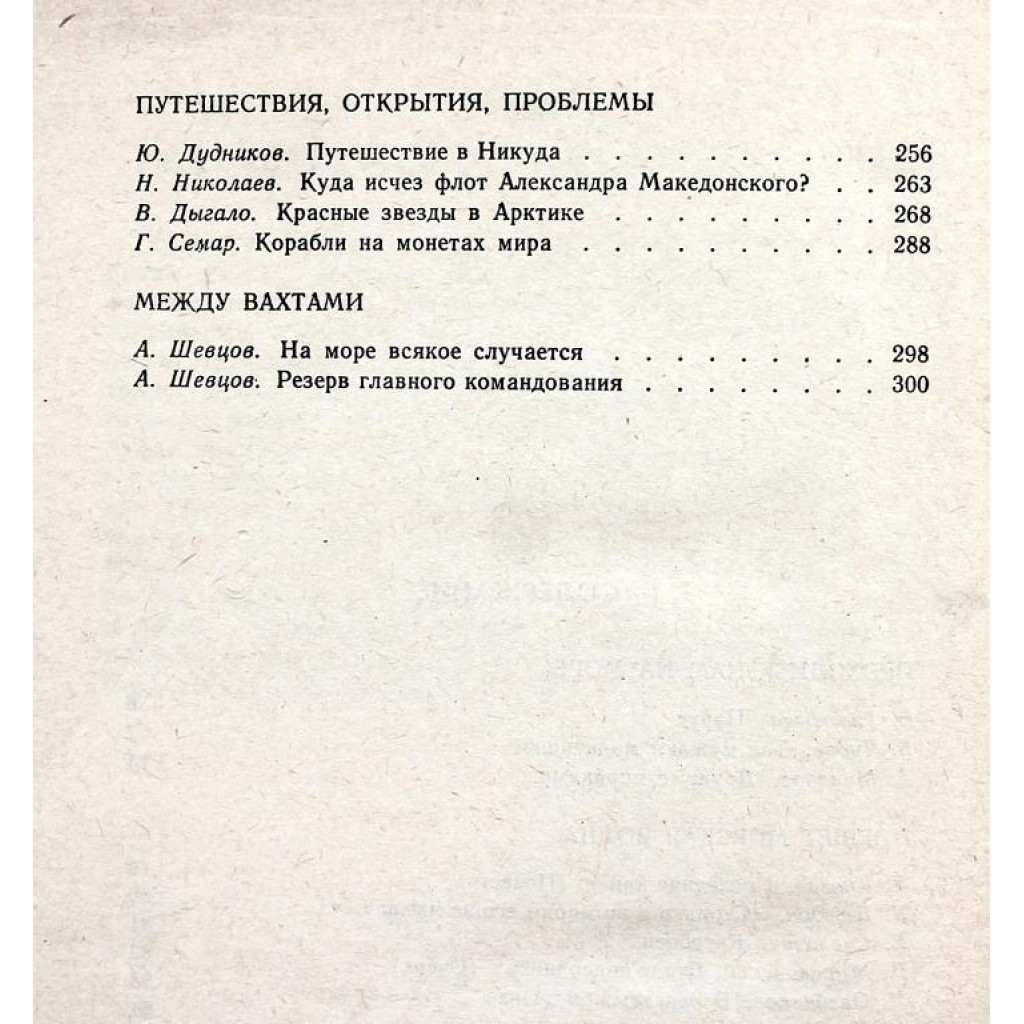 ПУТЕШЕСТВИЯ, ОТКРЫТИЯ, ПРОБЛЕМЫ
Ю. Дудников. Путешествие в Никуда . . . . . . . . . . 256
Н. Николаев. Куда исчез флот Александра Македонского? . . 263
В. Дыгало. Красные звезды в Арктике . . . . . . . . . 268
Г. Семар. Корабли на монетах мира . . . . . . . . . . 288
МЕЖДУ ВАХТАМИ
А. Шевцов. На море всякое случается . . . . . . . . . 298
А. Шевцов. Резерв главного командования . . . . . . . . 300